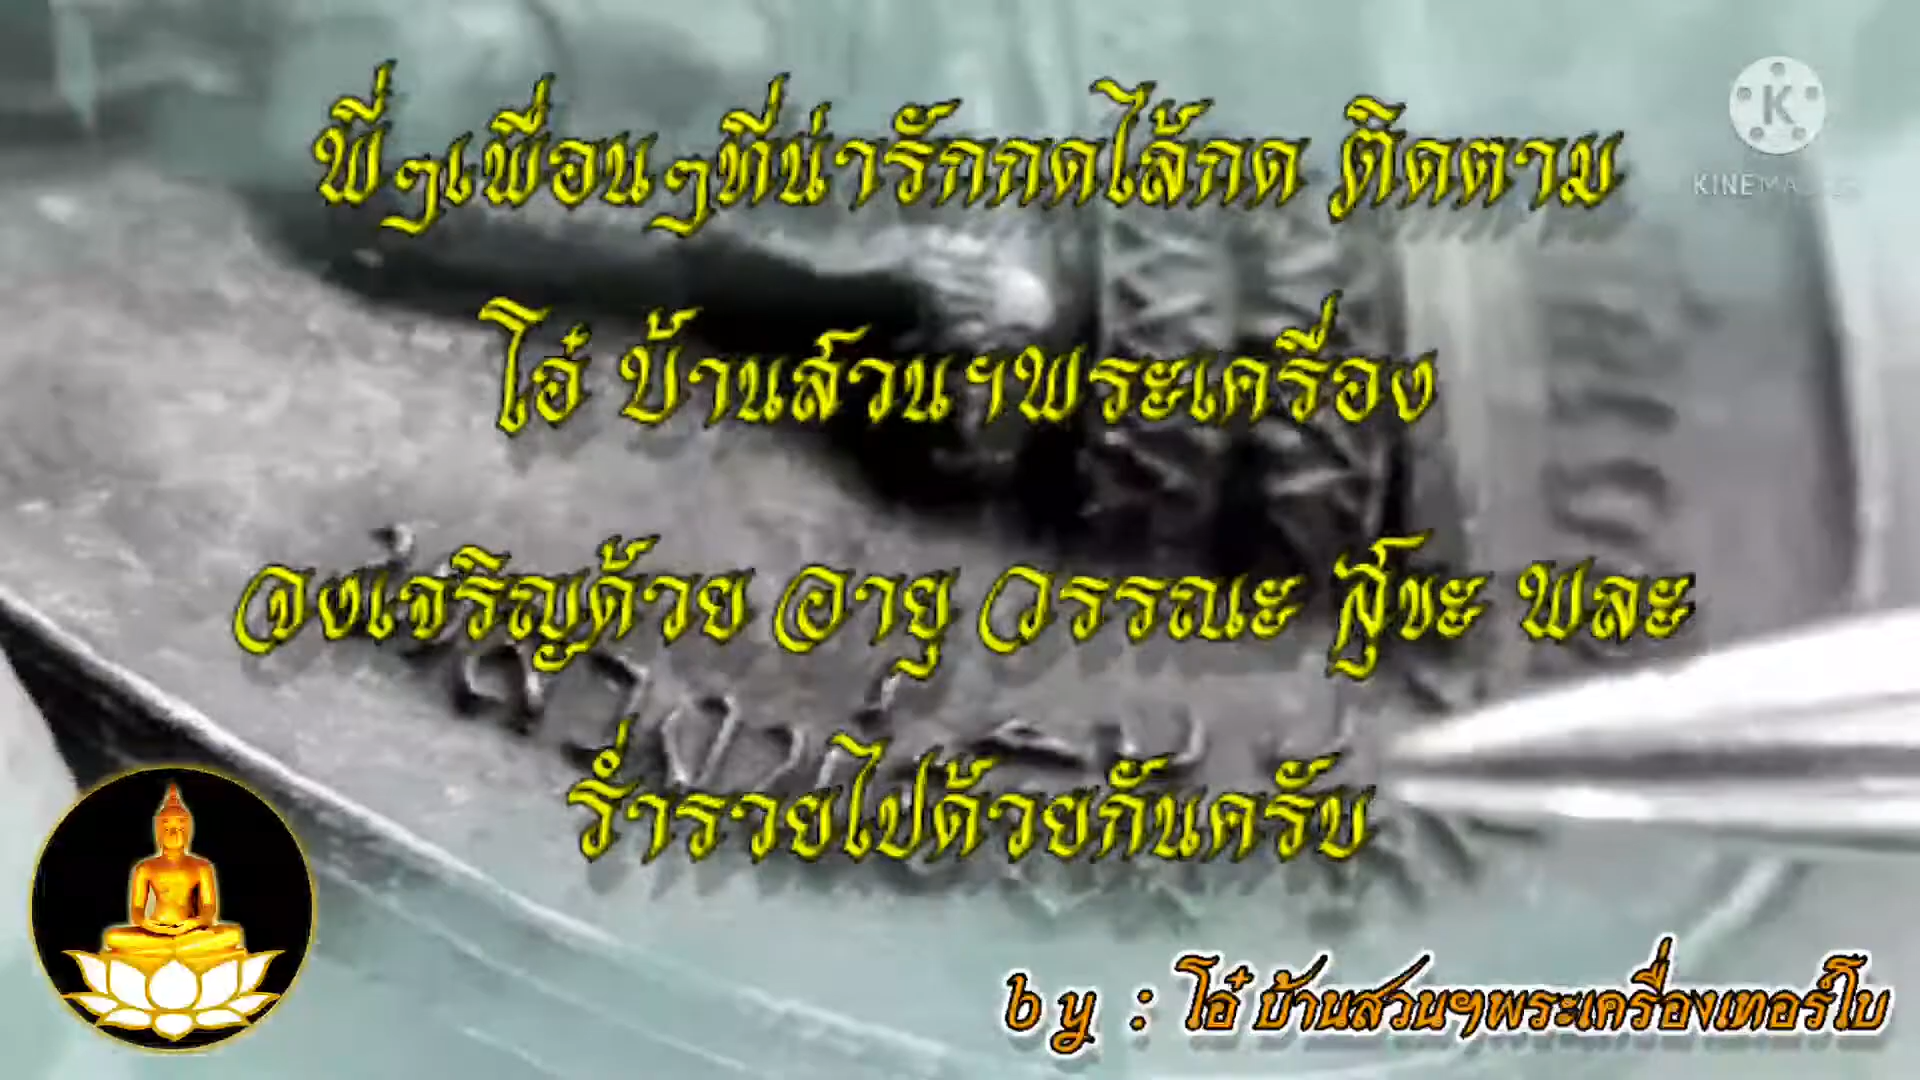 พี่ๆเพื่อนๆที่น่ารักกดไล้กด ติดตาม
KINEMASTER
โอ๋ บ้านส์วนฯพระเครื่อง
จงเจริญด้วย อายุ วรรณะ สุ์ขะ พละ
ร่ำรวยไปด้วยกันครับ
by : โอ๋ บ้านสวนฯพระเครื่องเทอร์โบ